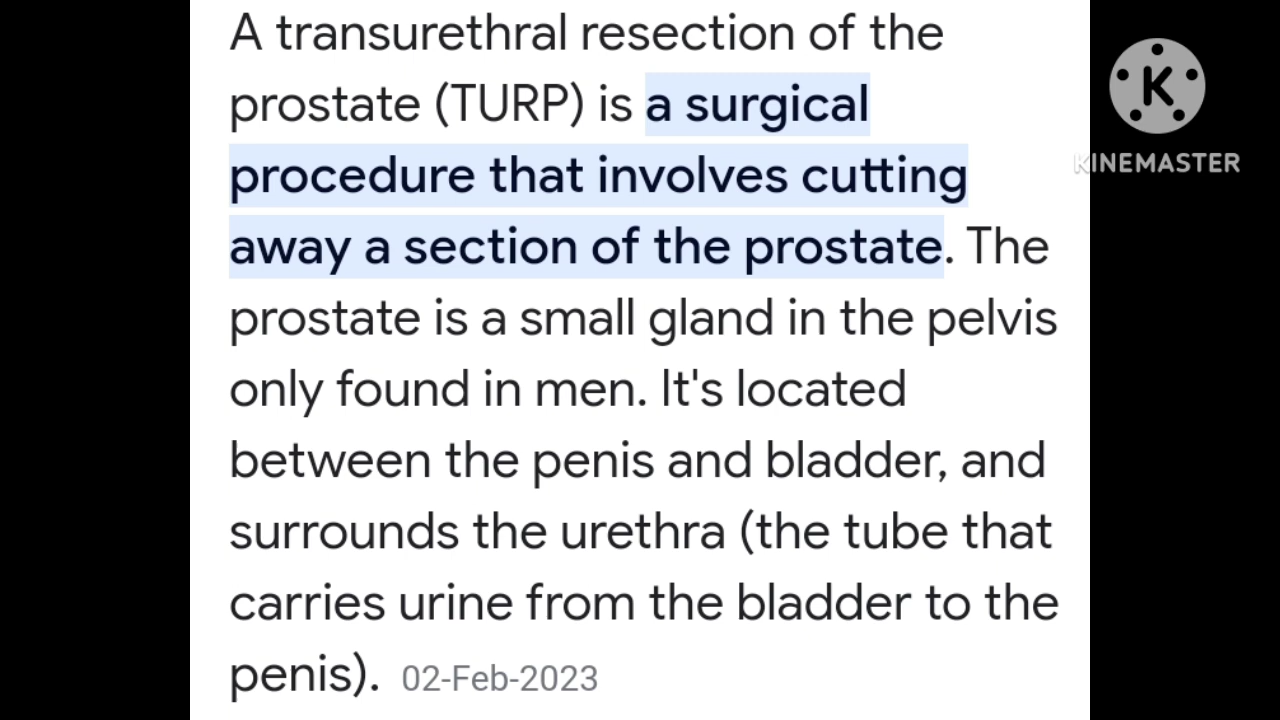 A transurethral resection of the
prostate (TURP) is a surgical
procedure that involves cutting
away a section of the prostate. The
prostate is a small gland in the pelvis
only found in men. It's located
between the penis and bladder, and
surrounds the urethra (the tube that
carries urine from the bladder to the
penis). 02-Feb-2023
K
KINEMASTER